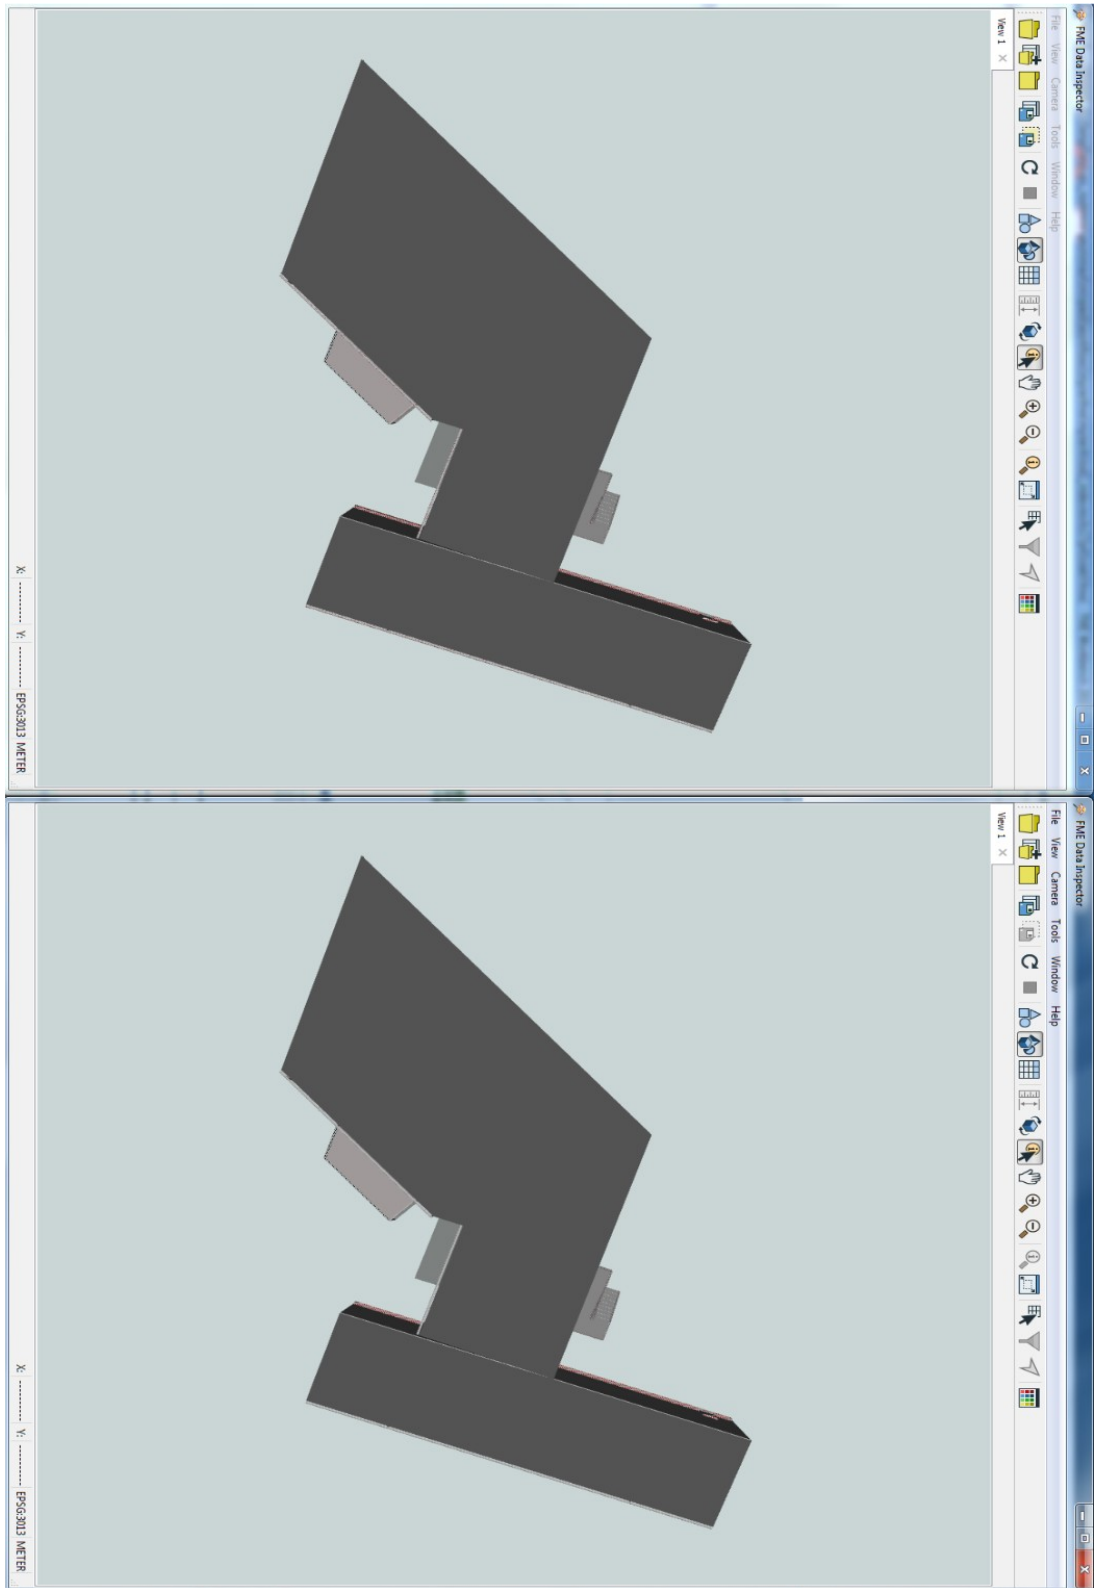 FME Data Inspector
File View Camera Tools Window Help
View 1 X
X: ---------- Y: ---------- EPSG:3013 METER
FME Data Inspector
File View Camera Tools Window Help
View 1 X
X: ---------- Y: ---------- EPSG:3013 METER